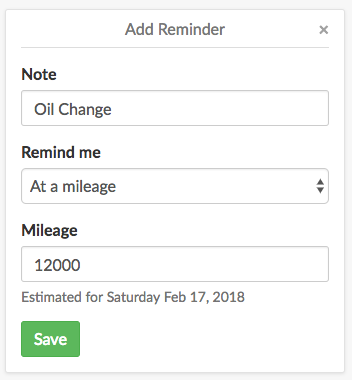 Add Reminder ×
Note
Oil Change
Remind me
At a mileage
Mileage
12000
Estimated for Saturday Feb 17, 2018
Save